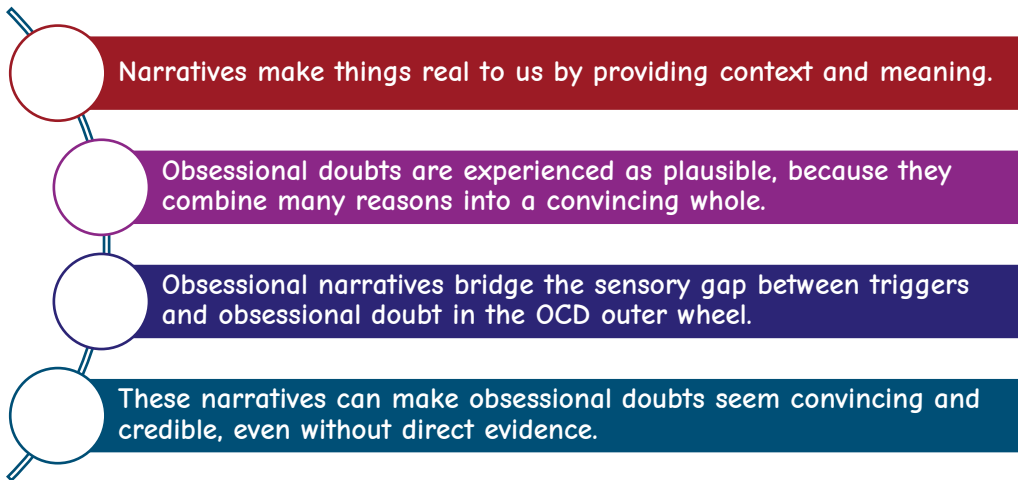 Narratives make things real to us by providing context and meaning.
Obsessional doubts are experienced as plausible, because they
combine many reasons into a convincing whole.
Obsessional narratives bridge the sensory gap between triggers
and obsessional doubt in the OCD outer wheel.
These narratives can make obsessional doubts seem convincing and
credible, even without direct evidence.